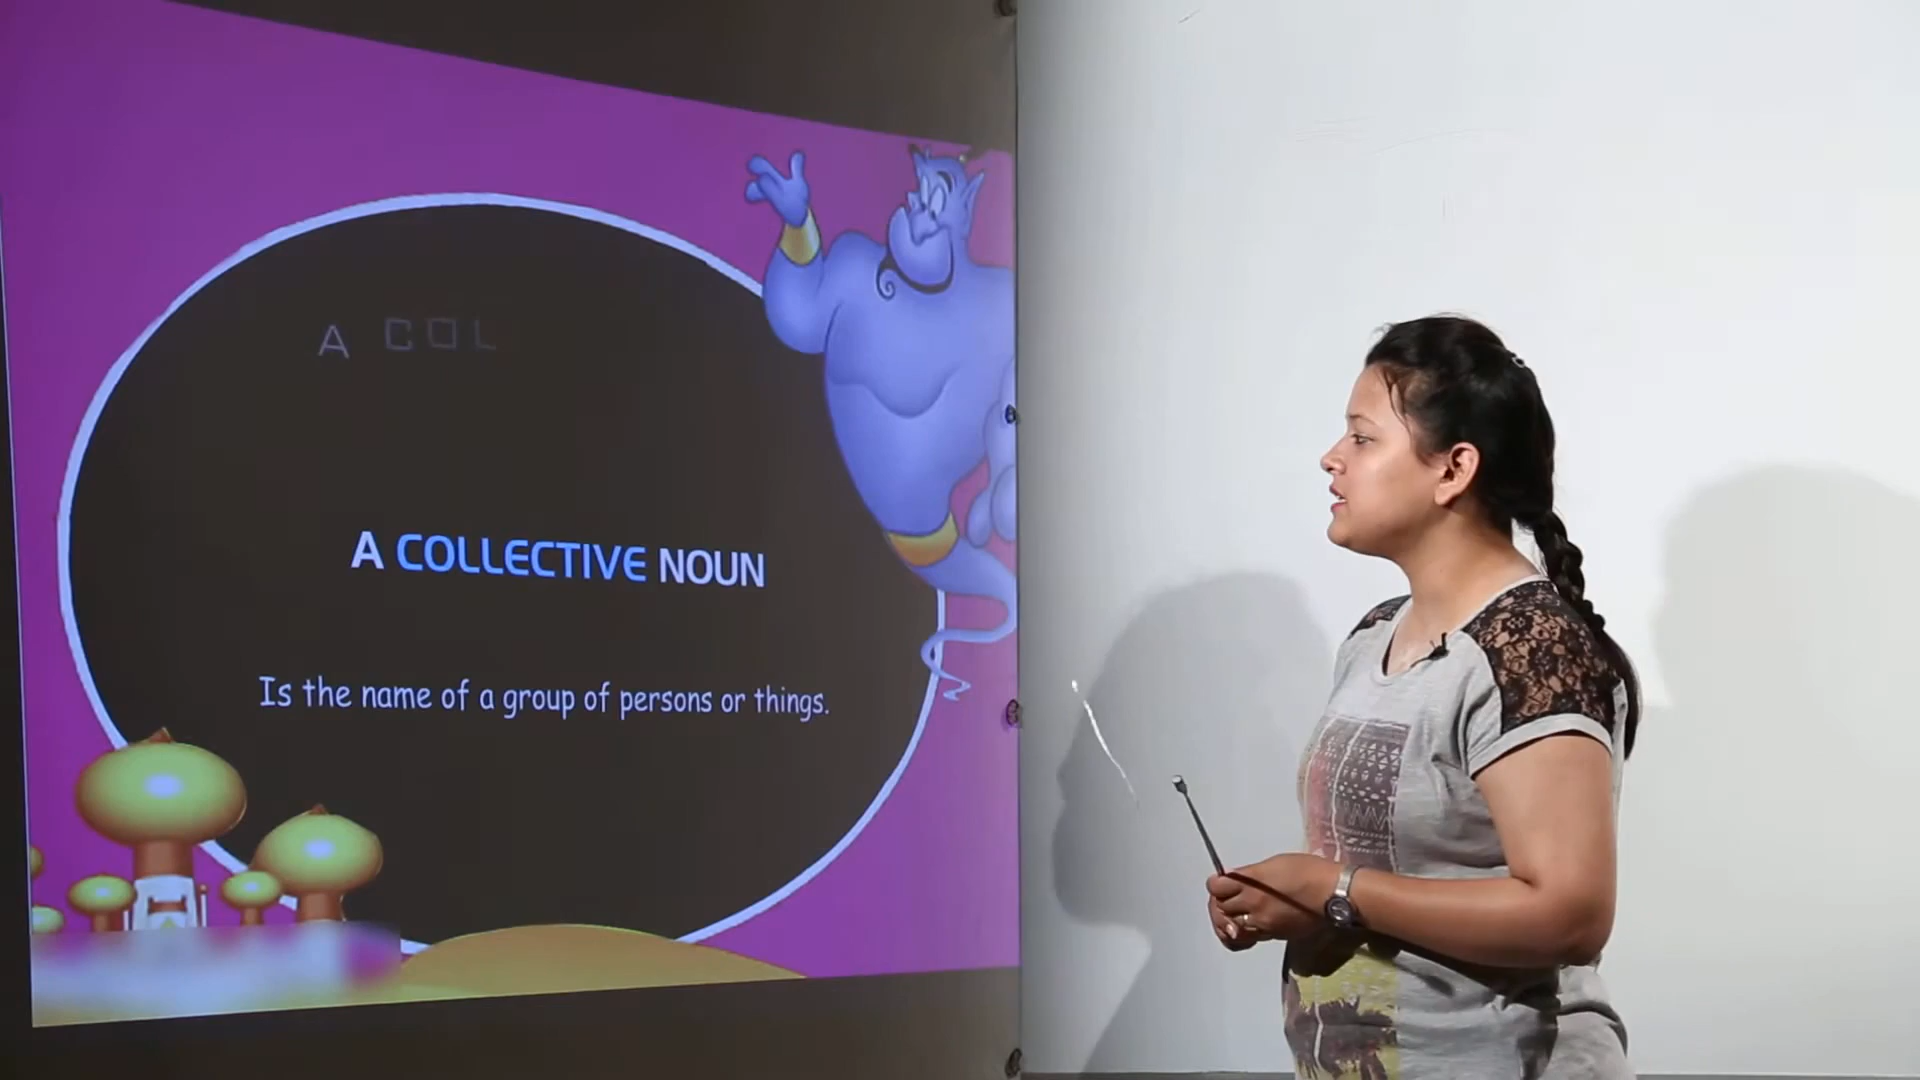 A COL
A COLLECTIVE NOUN
Is the name of a group of persons or things.